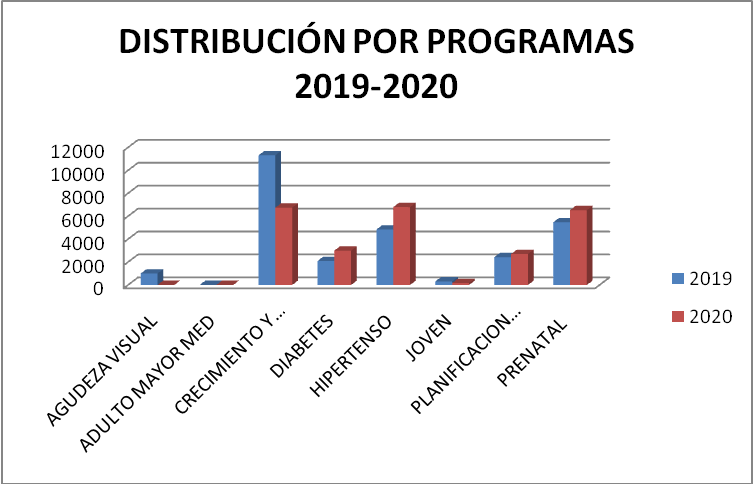 DISTRIBUCIÓN POR PROGRAMAS
2019-2020
12000
10000
8000
6000
4000
2000
0
AGUDEZA VISUAL
ADULTO MAYOR MED
CRECIMIENTO Y...
DIABETES
HIPERTENSO
JOVEN
PLANIFICACION...
PRENATAL
2019
2020